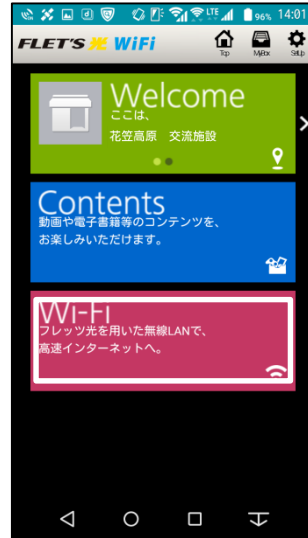 LTE 96% 14:01
FLET'S 光 WiFi
Top MyBox SetUp
Welcome
ここは、
花笠高原 交流施設
Contents
動画や電子書籍等のコンテンツを、
お楽しみいただけます。
Wi-Fi
フレッツ光を用いた無線LANで、
高速インターネットへ。